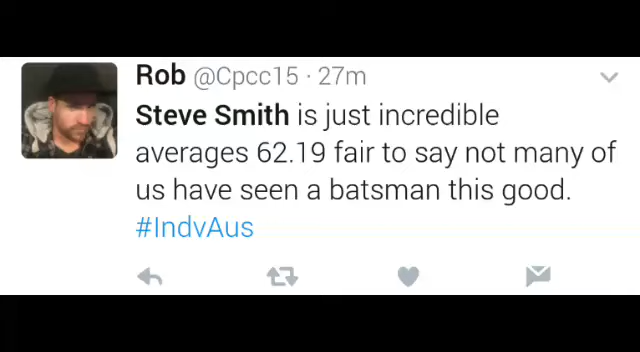 Rob @Cpcc15 · 27m
Steve Smith is just incredible
averages 62.19 fair to say not many of
us have seen a batsman this good.
#IndvAus